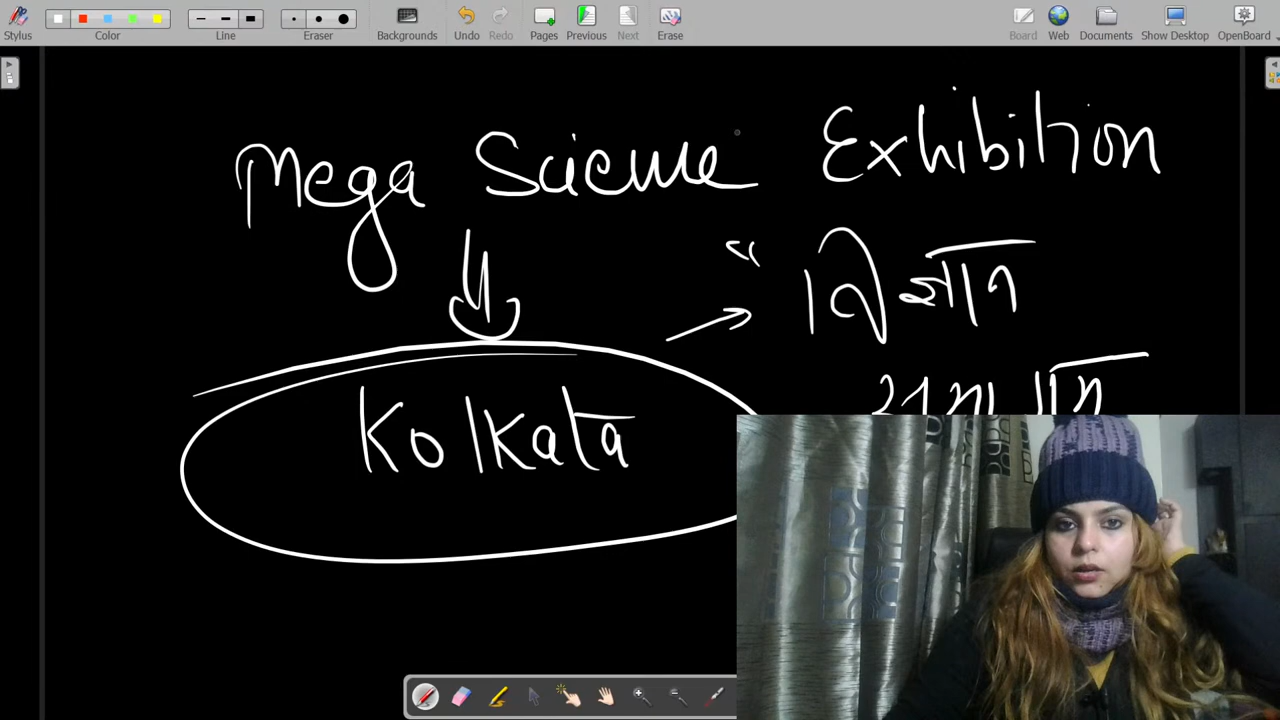 Stylus
Color
Line
Eraser
Backgrounds
Undo
Redo
Pages
Previous
Next
Erase
Board
Web
Documents
Show Desktop
OpenBoard
Mega Science Exhibition
“ विज्ञान
Kolkata